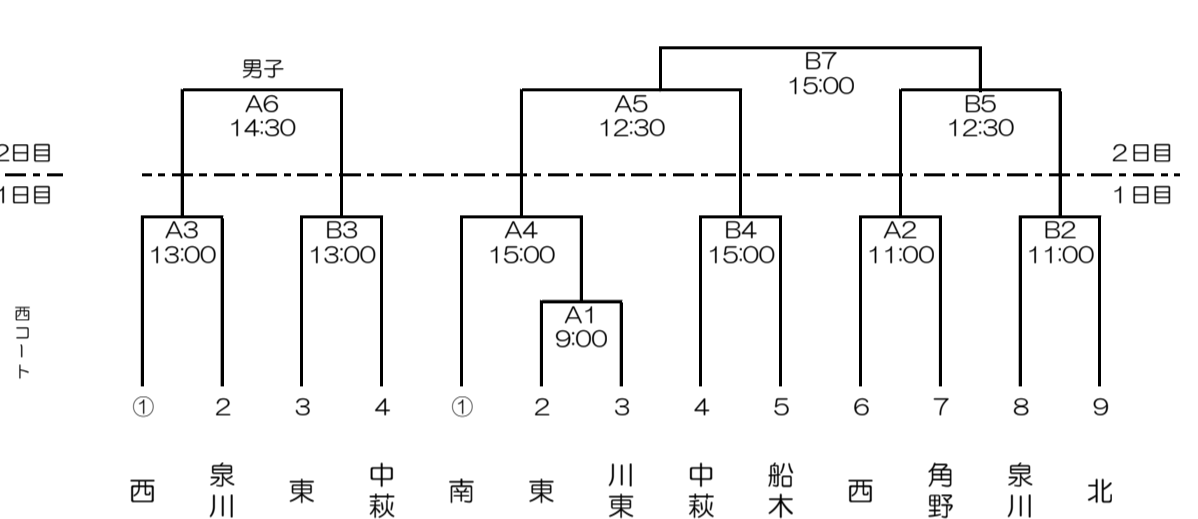 B7
15:00
男子
A6
14:30
A5
12:30
B5
12:30
2日目
2日目
1日目
1日目
A3
13:00
B3
13:00
A4
15:00
B4
15:00
A2
11:00
B2
11:00
A1
9:00
西コート
① 2 3 4 ① 2 3 4 5 6 7 8 9
西 泉川 東 中萩 南 東 川東 中萩 船木 西 角野 泉川 北